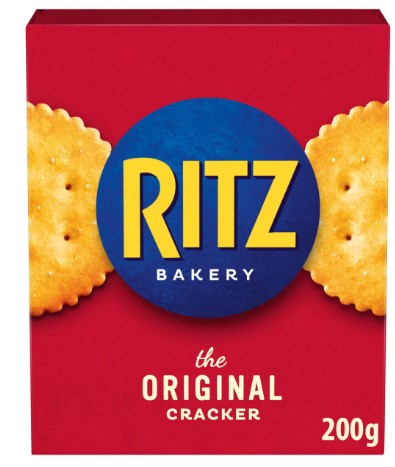 RITZ
BAKERY
the
ORIGINAL
CRACKER
200g